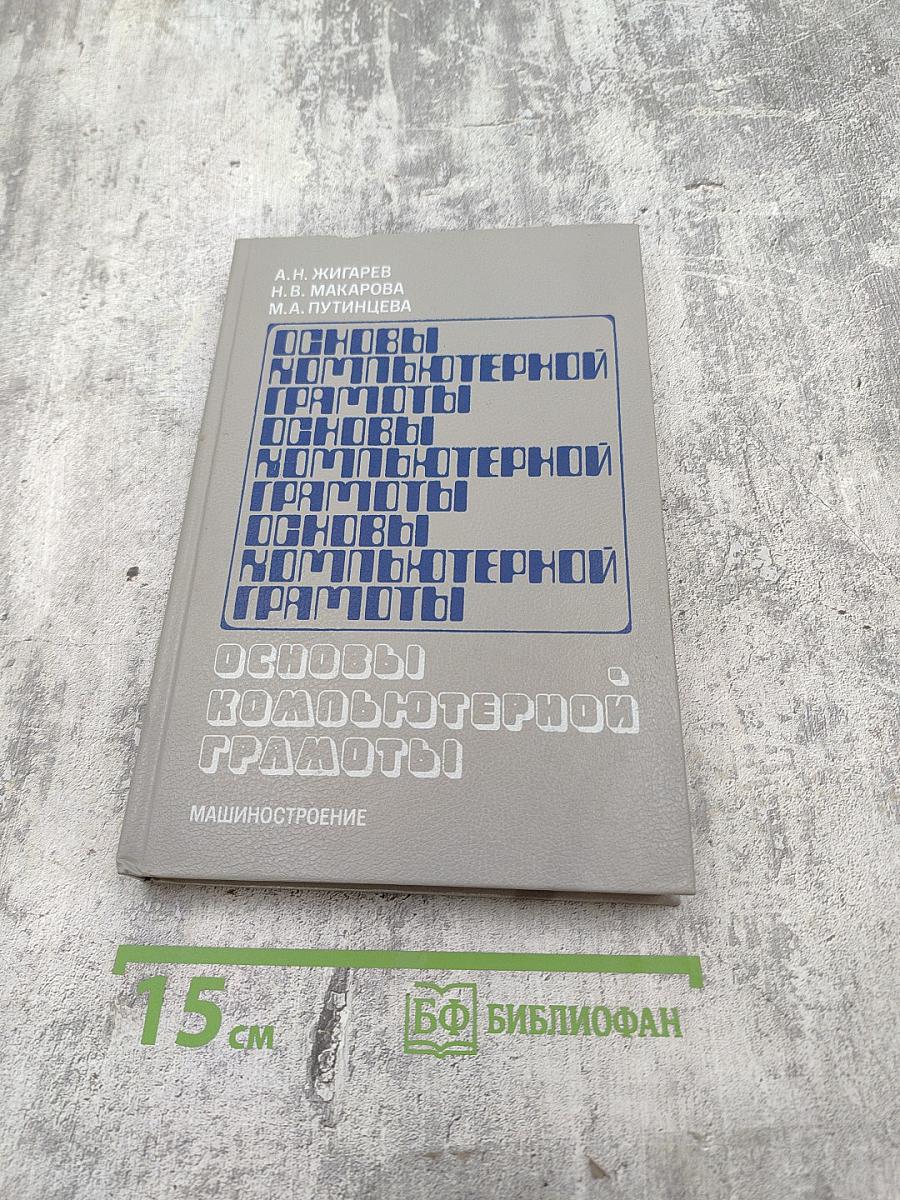 А.Н. ЖИГАРЕВ
Н.В. МАКАРОВА
М.А. ПУТИНЦЕВА
ОСНОВЫ
КОМПЬЮТЕРНОЙ
ГРАМОТЫ
ОСНОВЫ
КОМПЬЮТЕРНОЙ
ГРАМОТЫ
ОСНОВЫ
КОМПЬЮТЕРНОЙ
ГРАМОТЫ
ОСНОВЫ
КОМПЬЮТЕРНОЙ
ГРАМОТЫ
МАШИНОСТРОЕНИЕ
15 см
БФ БИБЛИОФАН